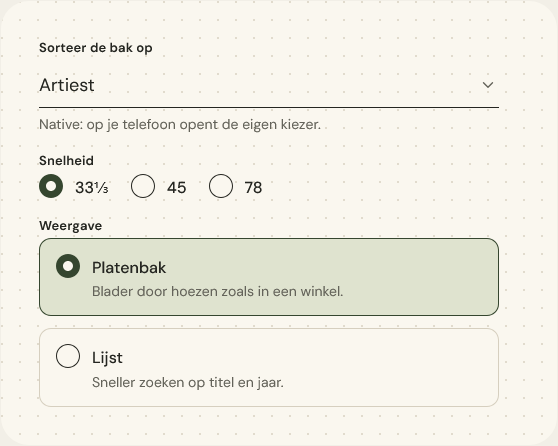 Sorteer de bak op
Artiest
Native: op je telefoon opent de eigen kiezer.
Snelheid
33⅓ 45 78
Weergave
Platenbak
Blader door hoezen zoals in een winkel.
Lijst
Sneller zoeken op titel en jaar.